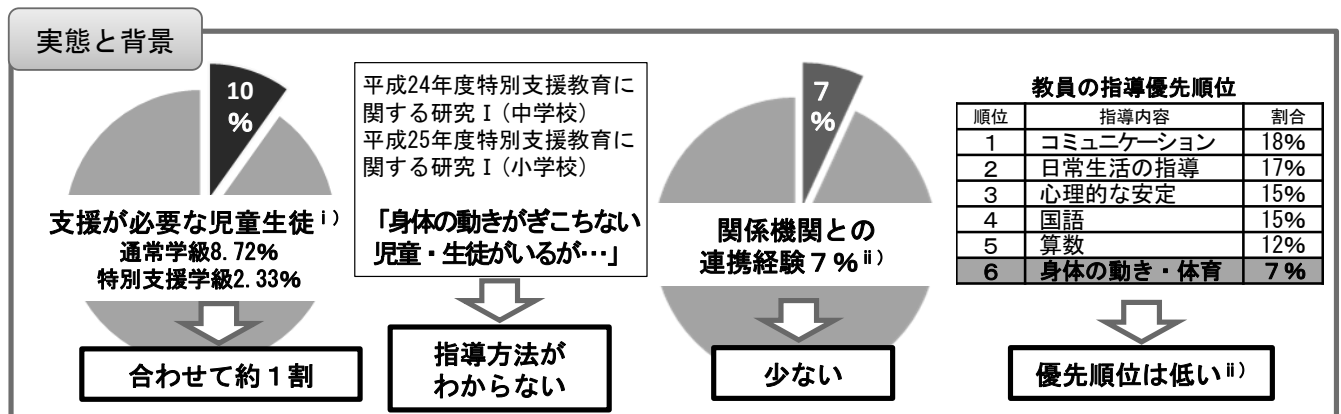 実態と背景
10
%
支援が必要な児童生徒ⅰ)
通常学級8.72%
特別支援学級2.33%
合わせて約1割
平成24年度特別支援教育に
関する研究Ⅰ(中学校)
平成25年度特別支援教育に
関する研究Ⅰ(小学校)
「身体の動きがぎこちない
児童・生徒がいるが…」
指導方法が
わからない
7
%
関係機関との
連携経験7%ⅱ)
少ない
教員の指導優先順位
順位 指導内容 割合
1 コミュニケーション 18%
2 日常生活の指導 17%
3 心理的な安定 15%
4 国語 15%
5 算数 12%
6 身体の動き・体育 7%
優先順位は低いⅱ)